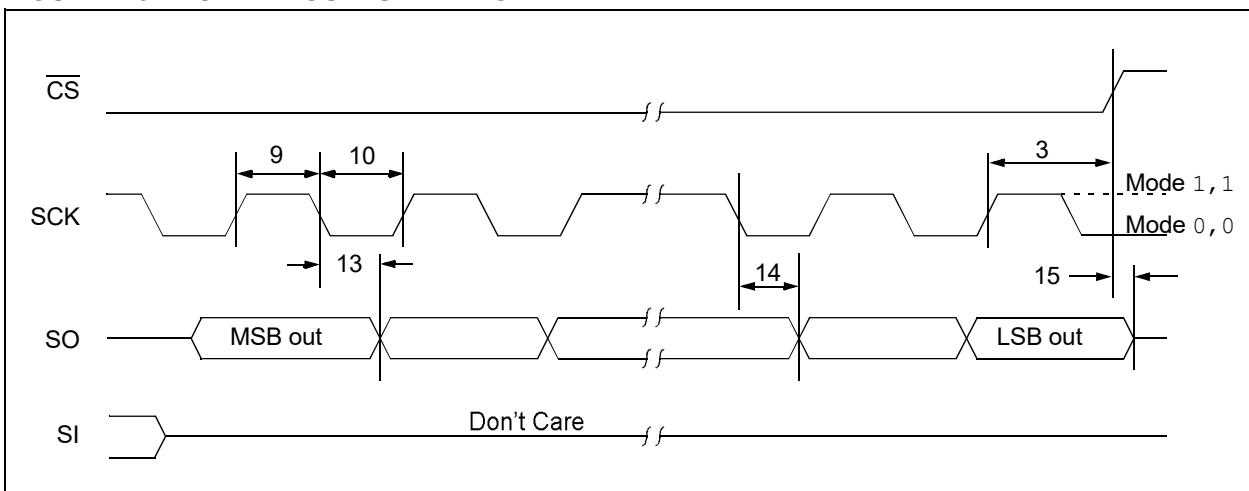 CS
9
10
3
Mode 1,1
SCK
Mode 0,0
13
14
15
SO
MSB out
LSB out
SI
Don't Care